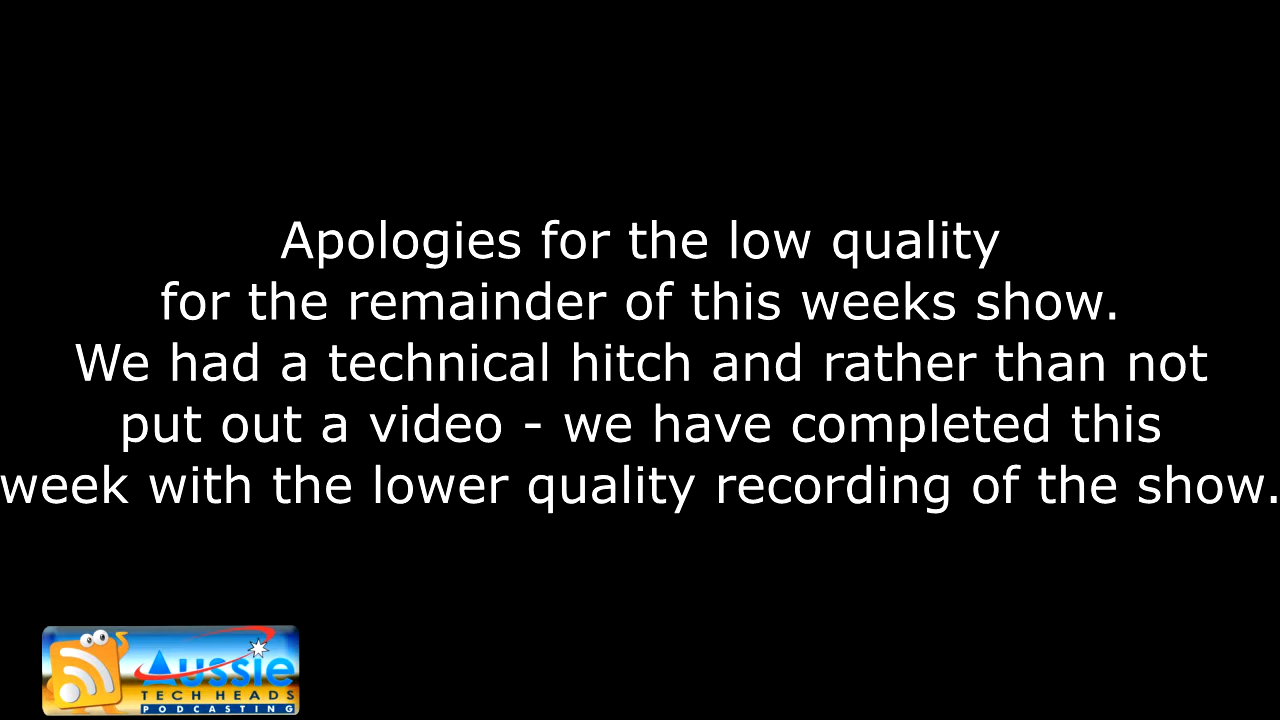 Apologies for the low quality
for the remainder of this weeks show.
We had a technical hitch and rather than not
put out a video - we have completed this
week with the lower quality recording of the show.
Aussie
TECH HEADS
PODCASTING